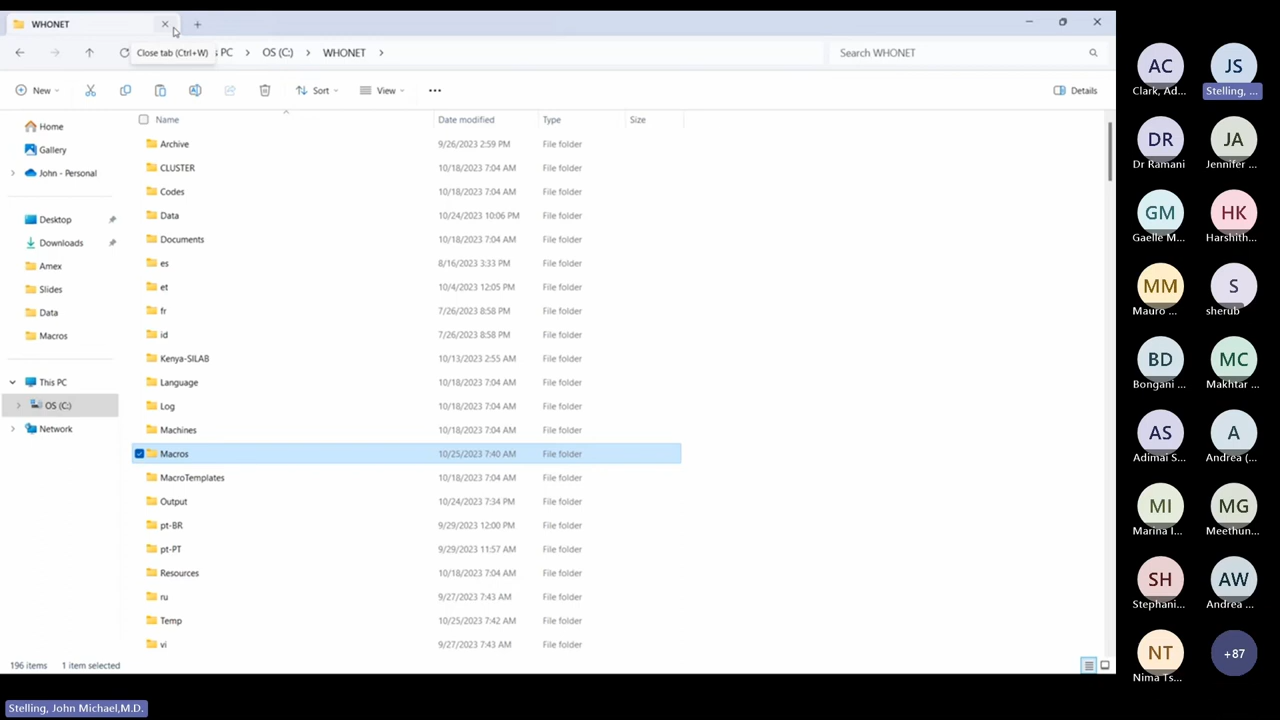 WHONET
Close tab (Ctrl+W)
PC > OS (C:) > WHONET >
Search WHONET
New
Sort
View
Details
Name Date modified Type Size
Home
Gallery
John - Personal
Desktop
Downloads
Amex
Slides
Data
Macros
This PC
OS (C:)
Network
Archive 9/26/2023 2:59 PM File folder
CLUSTER 10/18/2023 7:04 AM File folder
Codes 10/18/2023 7:04 AM File folder
Data 10/24/2023 10:06 PM File folder
Documents 10/18/2023 7:04 AM File folder
es 8/16/2023 3:33 PM File folder
et 10/4/2023 12:05 PM File folder
fr 7/26/2023 8:58 PM File folder
id 7/26/2023 8:58 PM File folder
Kenya-SILAB 10/13/2023 2:55 AM File folder
Language 10/18/2023 7:04 AM File folder
Log 10/18/2023 7:04 AM File folder
Machines 10/18/2023 7:04 AM File folder
Macros 10/25/2023 7:40 AM File folder
MacroTemplates 10/18/2023 7:04 AM File folder
Output 10/24/2023 7:34 PM File folder
pt-BR 9/29/2023 12:00 PM File folder
pt-PT 9/29/2023 11:57 AM File folder
Resources 10/18/2023 7:04 AM File folder
ru 9/27/2023 7:43 AM File folder
Temp 10/25/2023 7:42 AM File folder
vi 9/27/2023 7:43 AM File folder
196 items 1 item selected
AC JS
Clark, Ad... Stelling, ...
DR JA
Dr Ramani Jennifer ...
GM HK
Gaelle M... Harshith...
MM S
Mauro ... sherub
BD MC
Bongani ... Makhtar ...
AS A
Adimai S... Andrea (...
MI MG
Marina I... Meethun...
SH AW
Stephani... Andrea ...
NT +87
Nima Ts...
Stelling, John Michael,M.D.